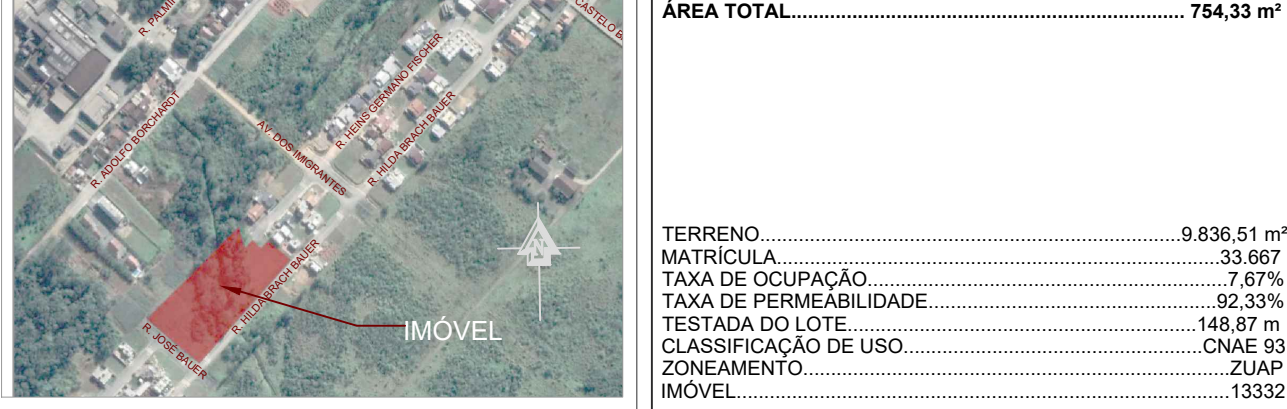 R. PALMI
CASTELO B
R. HEINS GERMANO FISCHER
R. ADOLFO BORCHARDT
AV. DOS IMIGRANTES
R. HILDA BRACH BAUER
R. HILDA BRACH BAUER
N
IMÓVEL
R. JOSÉ BAUER
ÁREA TOTAL.......................................................................................... 754,33 m²
TERRENO................................................................................................9.836,51 m²
MATRÍCULA.....................................................................................................33.667
TAXA DE OCUPAÇÃO.......................................................................................7,67%
TAXA DE PERMEABILIDADE..................................................................92,33%
TESTADA DO LOTE................................................................................148,87 m
CLASSIFICAÇÃO DE USO....................................................................CNAE 93
ZONEAMENTO..................................................................................................ZUAP
IMÓVEL................................................................................................................13332